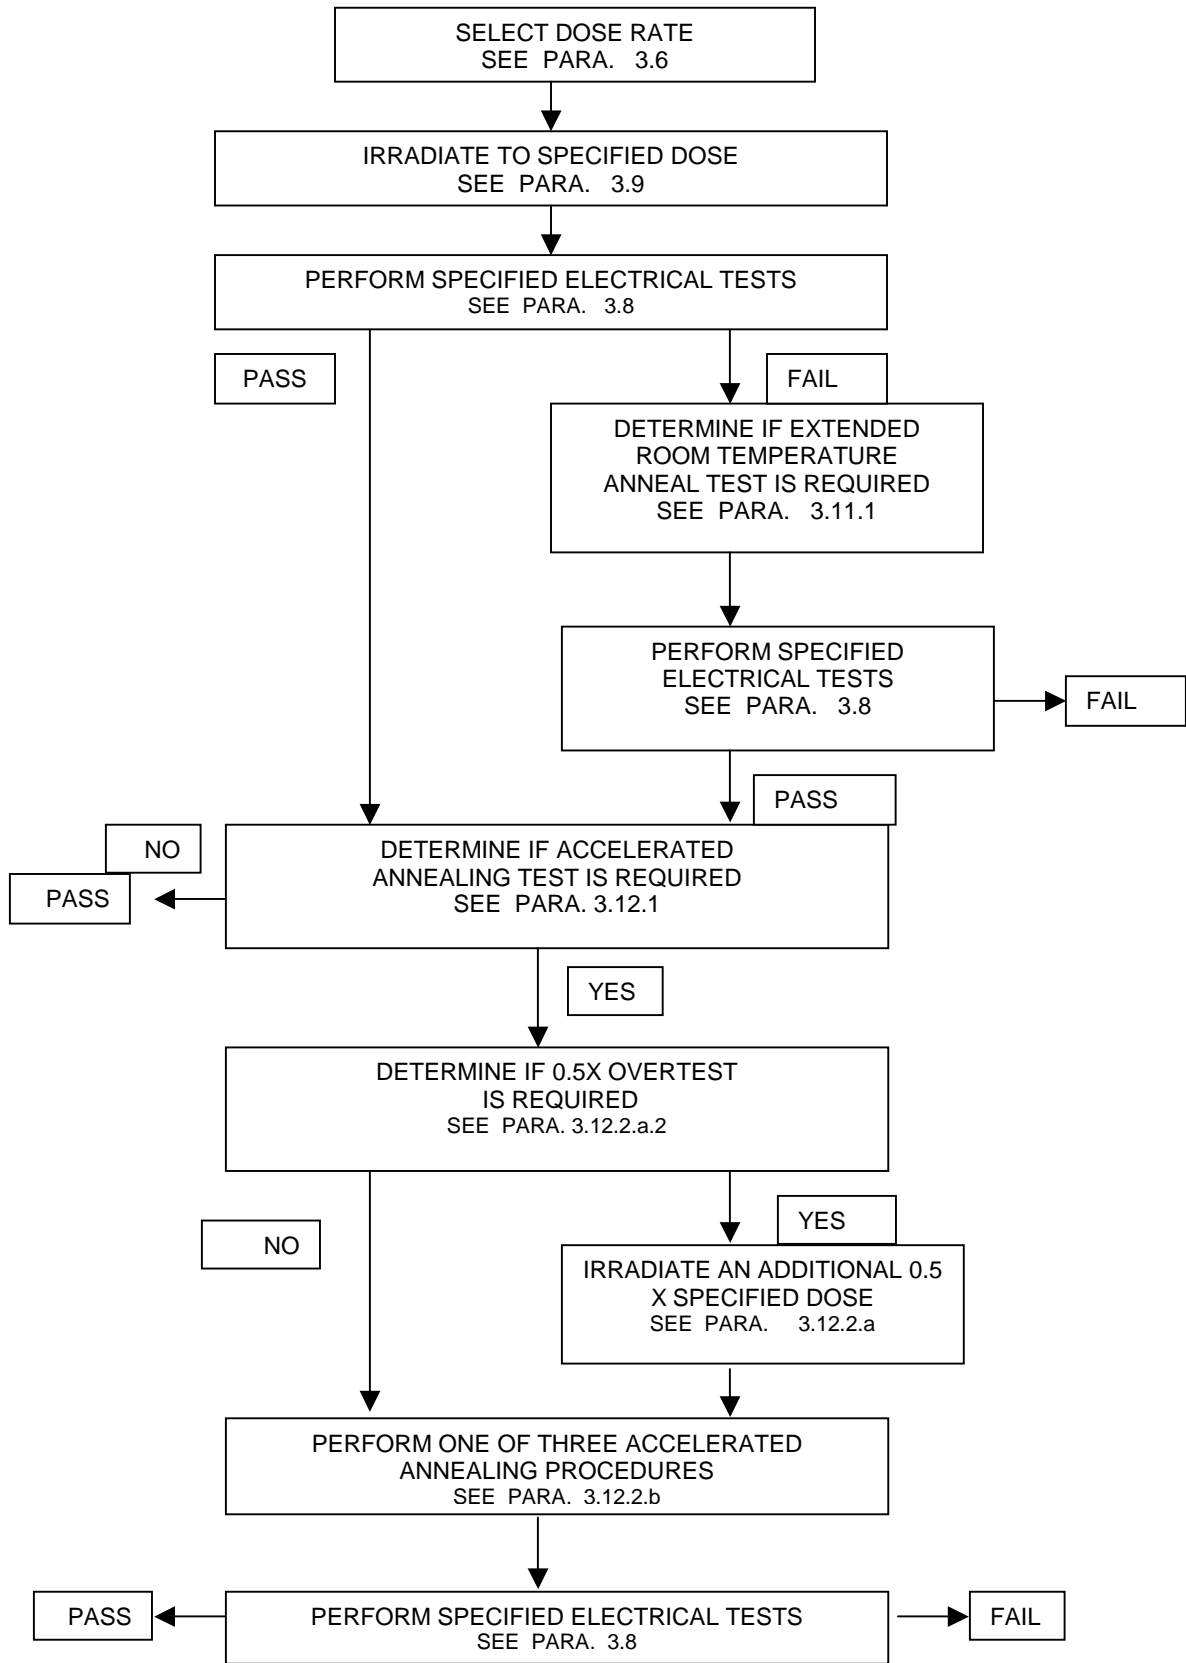 SELECT DOSE RATE
SEE PARA. 3.6
IRRADIATE TO SPECIFIED DOSE
SEE PARA. 3.9
PERFORM SPECIFIED ELECTRICAL TESTS
SEE PARA. 3.8
PASS
FAIL
DETERMINE IF EXTENDED
ROOM TEMPERATURE
ANNEAL TEST IS REQUIRED
SEE PARA. 3.11.1
PERFORM SPECIFIED
ELECTRICAL TESTS
SEE PARA. 3.8
FAIL
PASS
NO
PASS
DETERMINE IF ACCELERATED
ANNEALING TEST IS REQUIRED
SEE PARA. 3.12.1
YES
DETERMINE IF 0.5X OVERTEST
IS REQUIRED
SEE PARA. 3.12.2.a.2
NO
YES
IRRADIATE AN ADDITIONAL 0.5
X SPECIFIED DOSE
SEE PARA. 3.12.2.a
PERFORM ONE OF THREE ACCELERATED
ANNEALING PROCEDURES
SEE PARA. 3.12.2.b
PASS
PERFORM SPECIFIED ELECTRICAL TESTS
SEE PARA. 3.8
FAIL